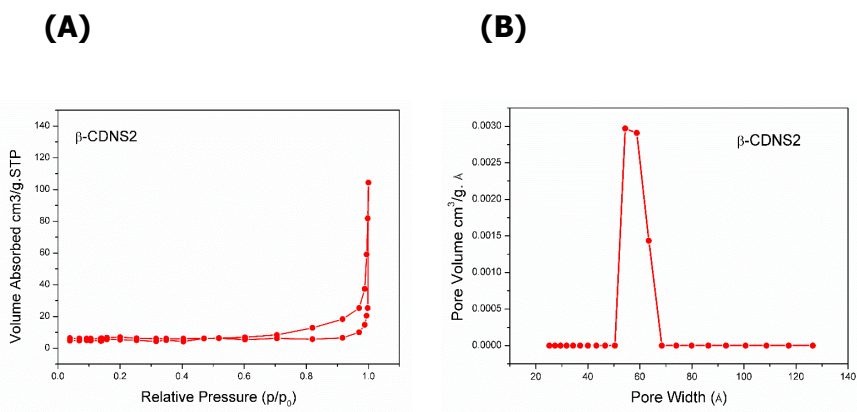 (A)
(B)
β-CDNS2
Volume Absorbed cm3/g.STP
140
120
100
80
60
40
20
0
0.0 0.2 0.4 0.6 0.8 1.0
Relative Pressure (p/p₀)
β-CDNS2
Pore Volume cm³/g. Å
0.0030
0.0025
0.0020
0.0015
0.0010
0.0005
0.0000
20 40 60 80 100 120 140
Pore Width (Å)